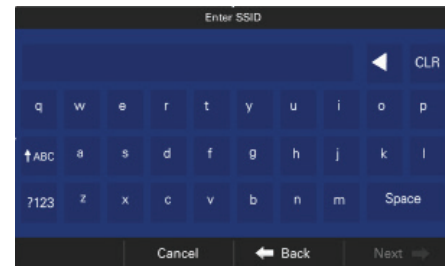 Enter SSID
CLR
q w e r t y u i o p
ABC a s d f g h j k l
?123 z x c v b n m Space
Cancel Back Next